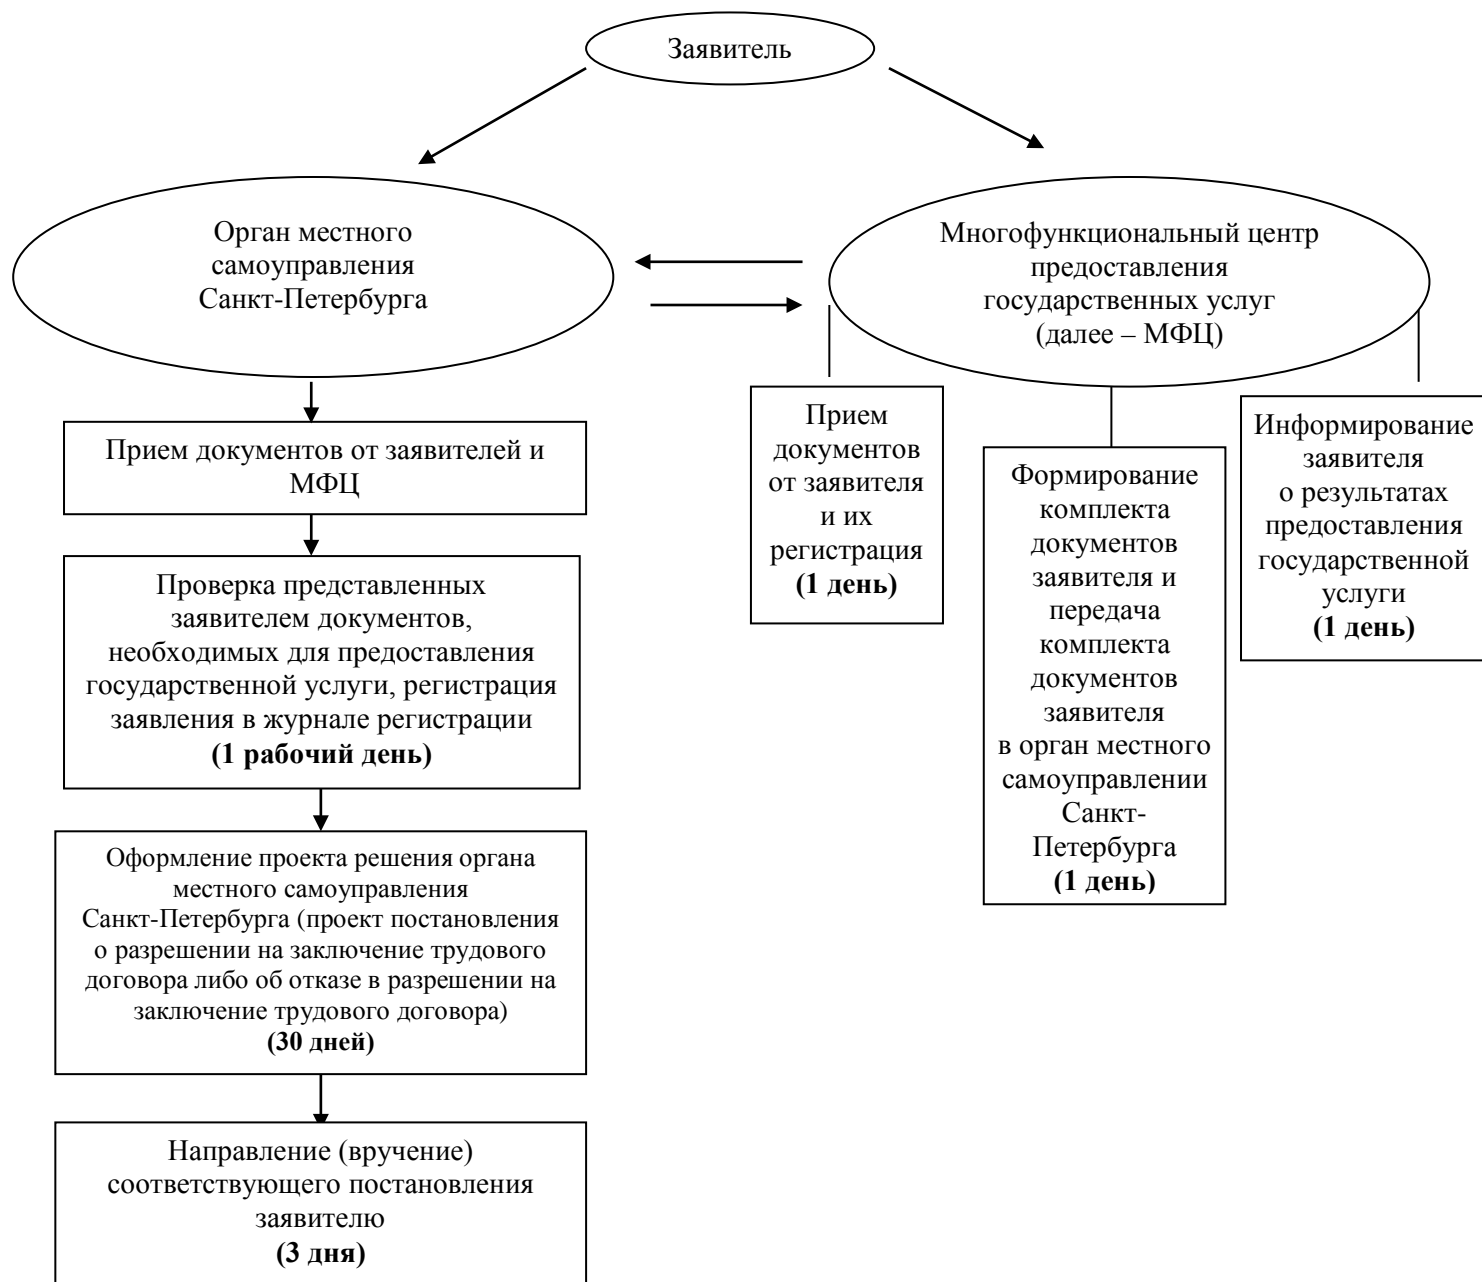 Заявитель
Орган местного
самоуправления
Санкт-Петербурга
Многофункциональный центр
предоставления
государственных услуг
(далее – МФЦ)
Прием документов от заявителей и
МФЦ
Проверка представленных
заявителем документов,
необходимых для предоставления
государственной услуги, регистрация
заявления в журнале регистрации
(1 рабочий день)
Оформление проекта решения органа
местного самоуправления
Санкт-Петербурга (проект постановления
о разрешении на заключение трудового
договора либо об отказе в разрешении на
заключение трудового договора)
(30 дней)
Направление (вручение)
соответствующего постановления
заявителю
(3 дня)
Прием
документов
от заявителя
и их
регистрация
(1 день)
Формирование
комплекта
документов
заявителя и
передача
комплекта
документов
заявителя
в орган местного
самоуправлении
Санкт-
Петербурга
(1 день)
Информирование
заявителя
о результатах
предоставления
государственной
услуги
(1 день)